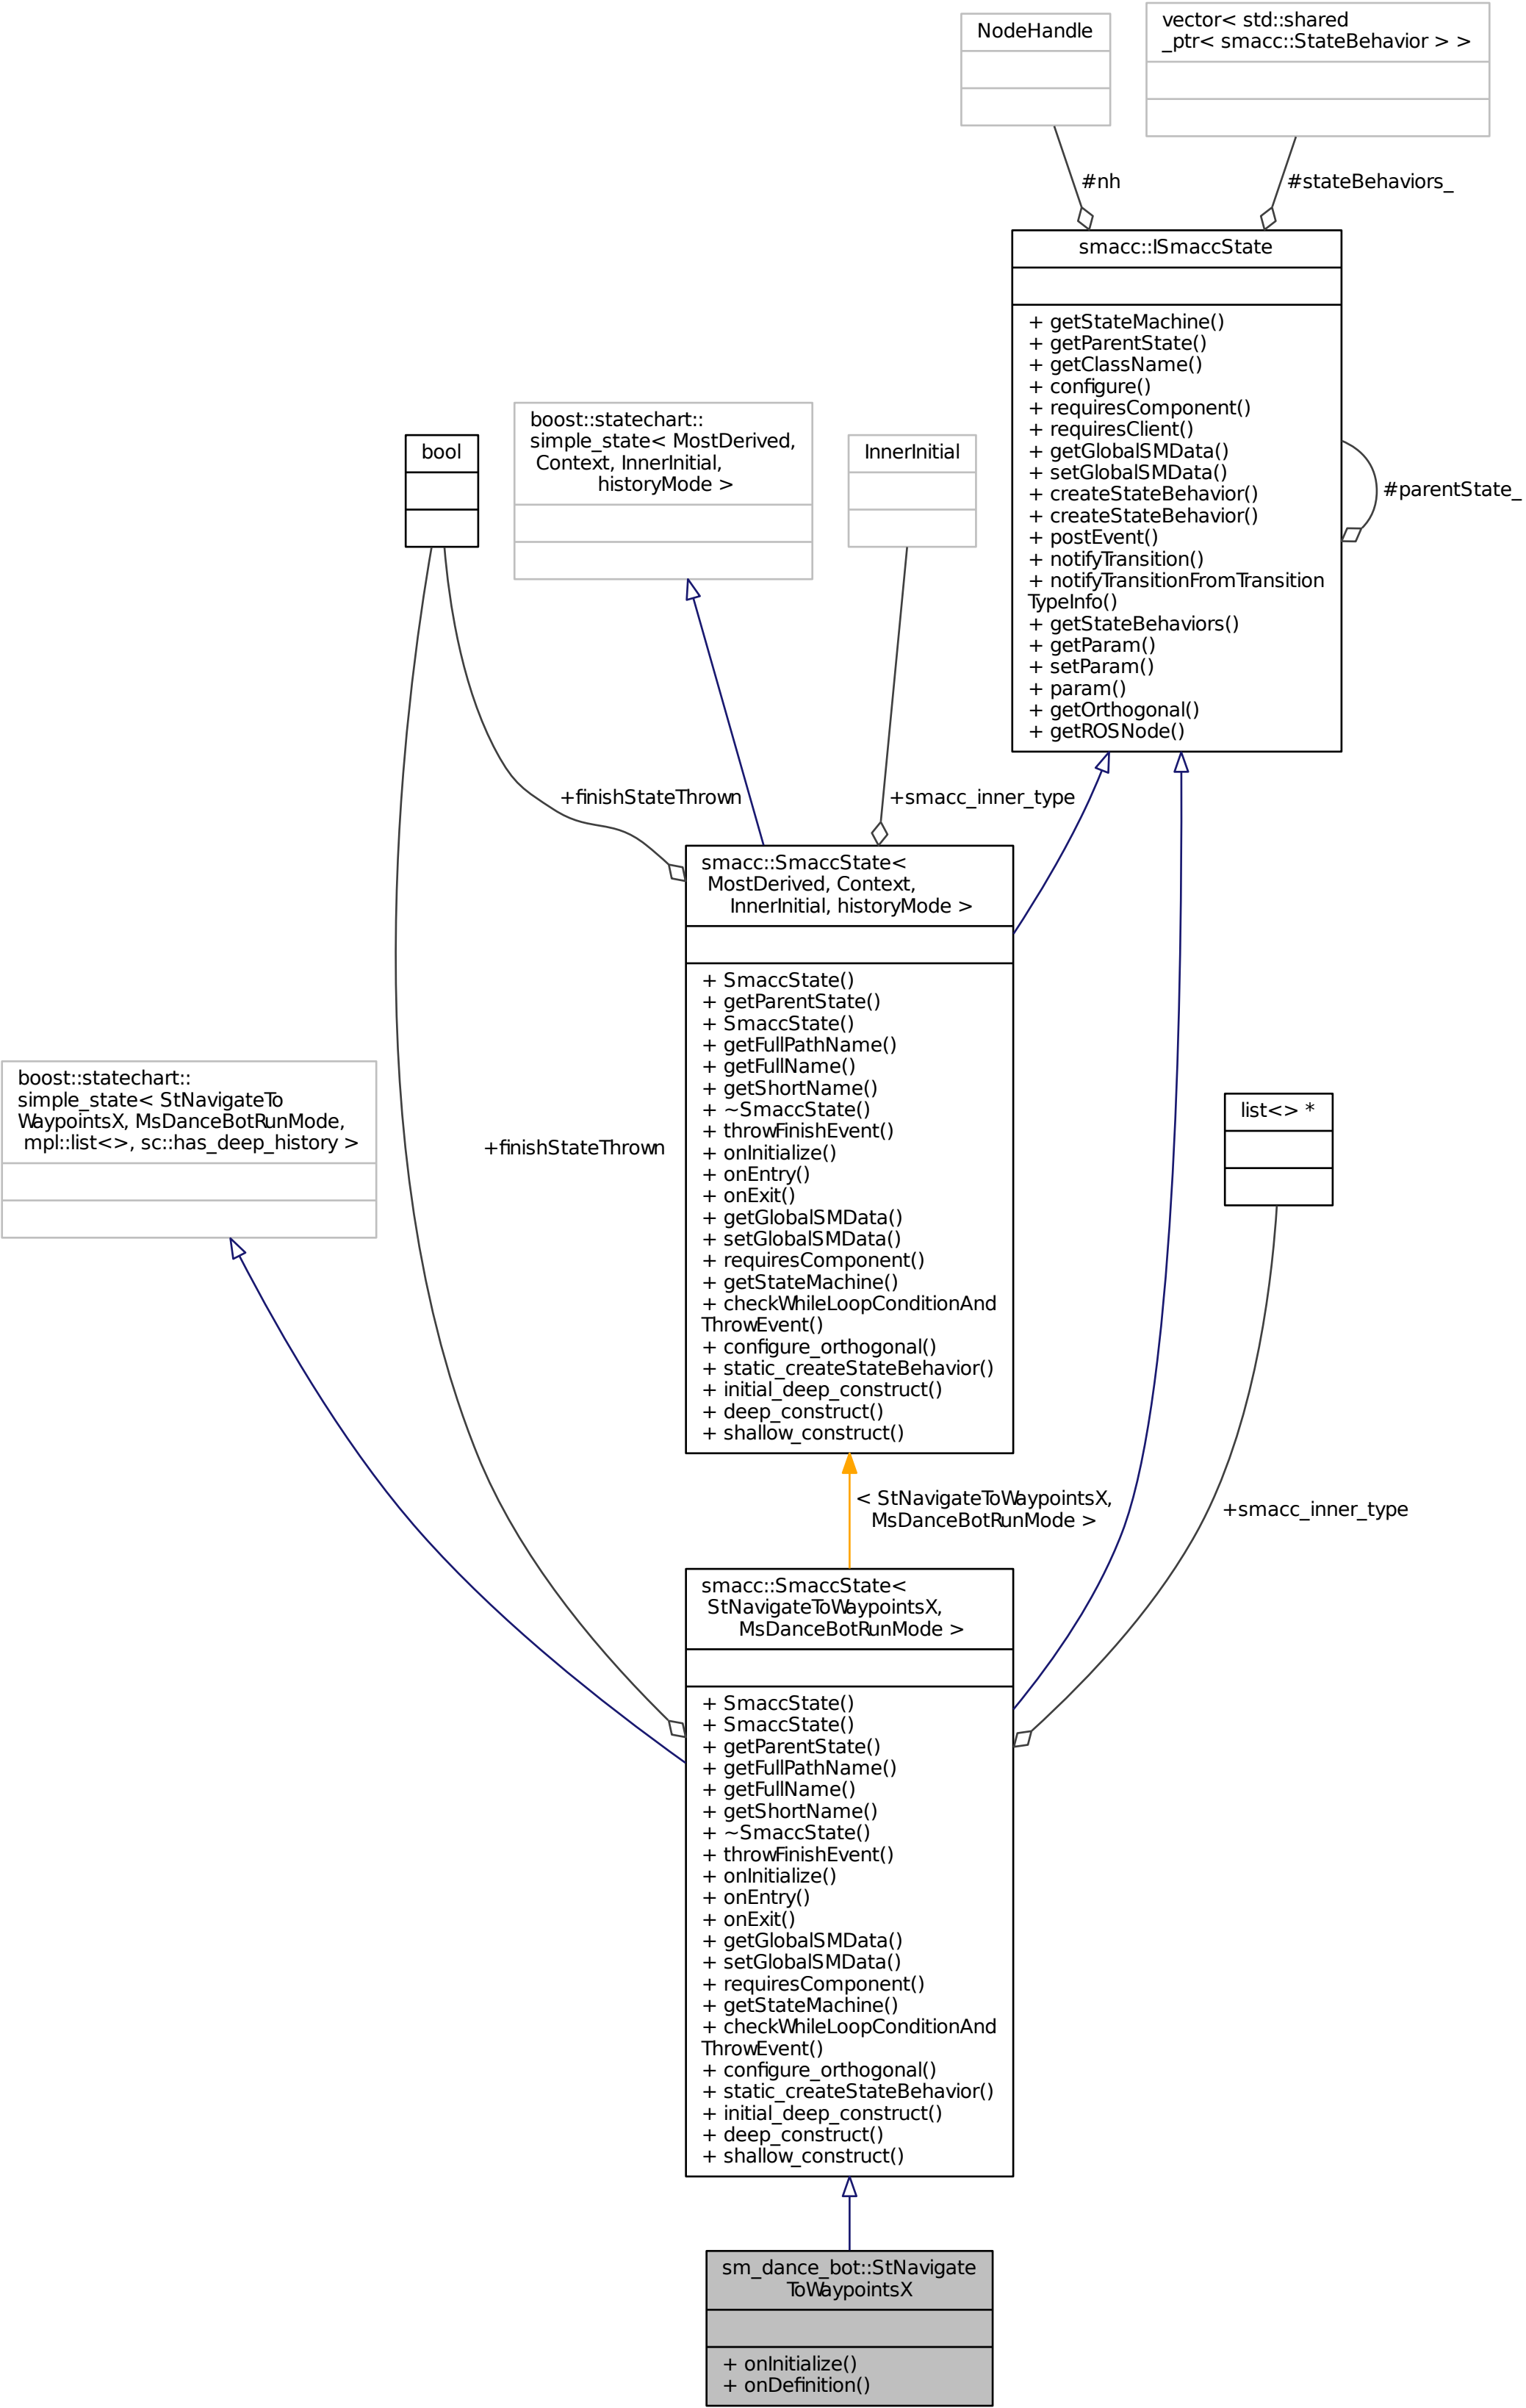 NodeHandle
vector< std::shared
_ptr< smacc::StateBehavior > >
#nh
#stateBehaviors_
smacc::ISmaccState
+ getStateMachine()
+ getParentState()
+ getClassName()
+ configure()
+ requiresComponent()
+ requiresClient()
+ getGlobalSMData()
+ setGlobalSMData()
+ createStateBehavior()
+ createStateBehavior()
+ postEvent()
+ notifyTransition()
+ notifyTransitionFromTransition
TypeInfo()
+ getStateBehaviors()
+ getParam()
+ setParam()
+ param()
+ getOrthogonal()
+ getROSNode()
#parentState_
bool
boost::statechart::
simple_state< MostDerived,
Context, InnerInitial,
historyMode >
InnerInitial
+finishStateThrown
+smacc_inner_type
smacc::SmaccState<
MostDerived, Context,
InnerInitial, historyMode >
+ SmaccState()
+ getParentState()
+ SmaccState()
+ getFullPathName()
+ getFullName()
+ getShortName()
+ ~SmaccState()
+ throwFinishEvent()
+ onInitialize()
+ onEntry()
+ onExit()
+ getGlobalSMData()
+ setGlobalSMData()
+ requiresComponent()
+ getStateMachine()
+ checkWhileLoopConditionAnd
ThrowEvent()
+ configure_orthogonal()
+ static_createStateBehavior()
+ initial_deep_construct()
+ deep_construct()
+ shallow_construct()
boost::statechart::
simple_state< StNavigateTo
WaypointsX, MsDanceBotRunMode,
mpl::list<>, sc::has_deep_history >
+finishStateThrown
list<> *
< StNavigateToWaypointsX,
MsDanceBotRunMode >
+smacc_inner_type
smacc::SmaccState<
StNavigateToWaypointsX,
MsDanceBotRunMode >
+ SmaccState()
+ SmaccState()
+ getParentState()
+ getFullPathName()
+ getFullName()
+ getShortName()
+ ~SmaccState()
+ throwFinishEvent()
+ onInitialize()
+ onEntry()
+ onExit()
+ getGlobalSMData()
+ setGlobalSMData()
+ requiresComponent()
+ getStateMachine()
+ checkWhileLoopConditionAnd
ThrowEvent()
+ configure_orthogonal()
+ static_createStateBehavior()
+ initial_deep_construct()
+ deep_construct()
+ shallow_construct()
sm_dance_bot::StNavigate
ToWaypointsX
+ onInitialize()
+ onDefinition()